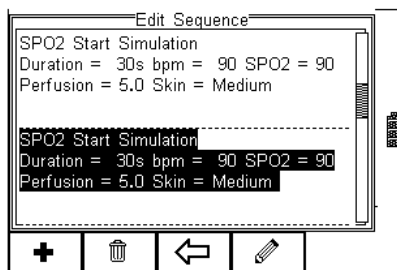 Edit Sequence
SPO2 Start Simulation
Duration = 30s bpm = 90 SPO2 = 90
Perfusion = 5.0 Skin = Medium
SPO2 Start Simulation
Duration = 30s bpm = 90 SPO2 = 90
Perfusion = 5.0 Skin = Medium